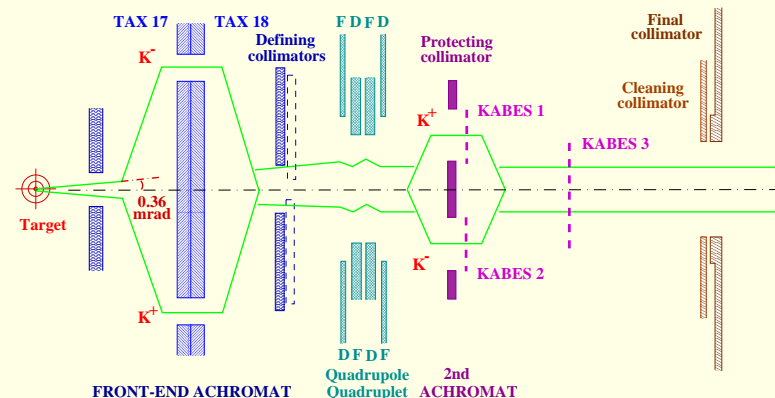 TAX 17 TAX 18
K-
Defining
collimators
F D F D
Protecting
collimator
K+
KABES 1
KABES 3
Final
collimator
Cleaning
collimator
0.36
mrad
Target
K+
K-
KABES 2
D F D F
Quadrupole
Quadruplet
2nd
ACHROMAT
FRONT-END ACHROMAT